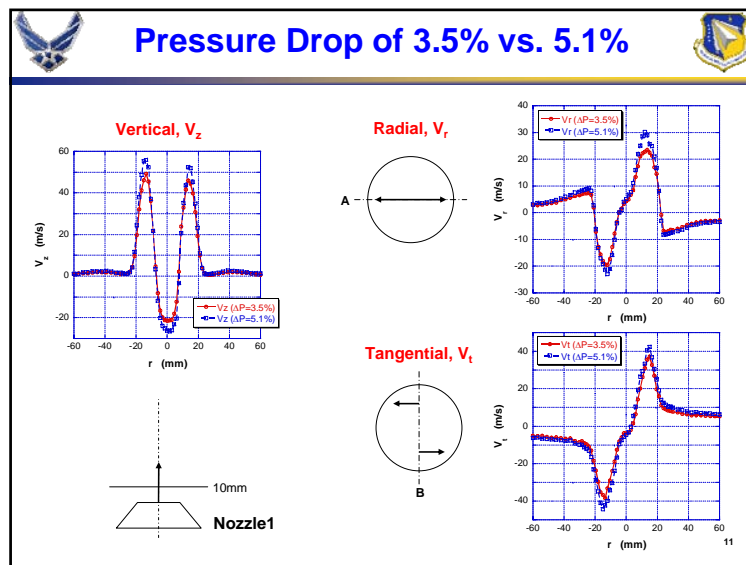 Pressure Drop of 3.5% vs. 5.1%
Vertical, Vz
60
40
20
0
-20
Vz (m/s)
Vz (ΔP=3.5%)
Vz (ΔP=5.1%)
-60 -40 -20 0 20 40 60
r (mm)
Radial, Vr
A
40
30
20
10
0
-10
-20
-30
Vr (m/s)
Vr (ΔP=3.5%)
Vr (ΔP=5.1%)
-60 -40 -20 0 20 40 60
r (mm)
Tangential, Vt
B
40
20
0
-20
-40
Vt (m/s)
Vt (ΔP=3.5%)
Vt (ΔP=5.1%)
-60 -40 -20 0 20 40 60
r (mm)
10mm
Nozzle1
11